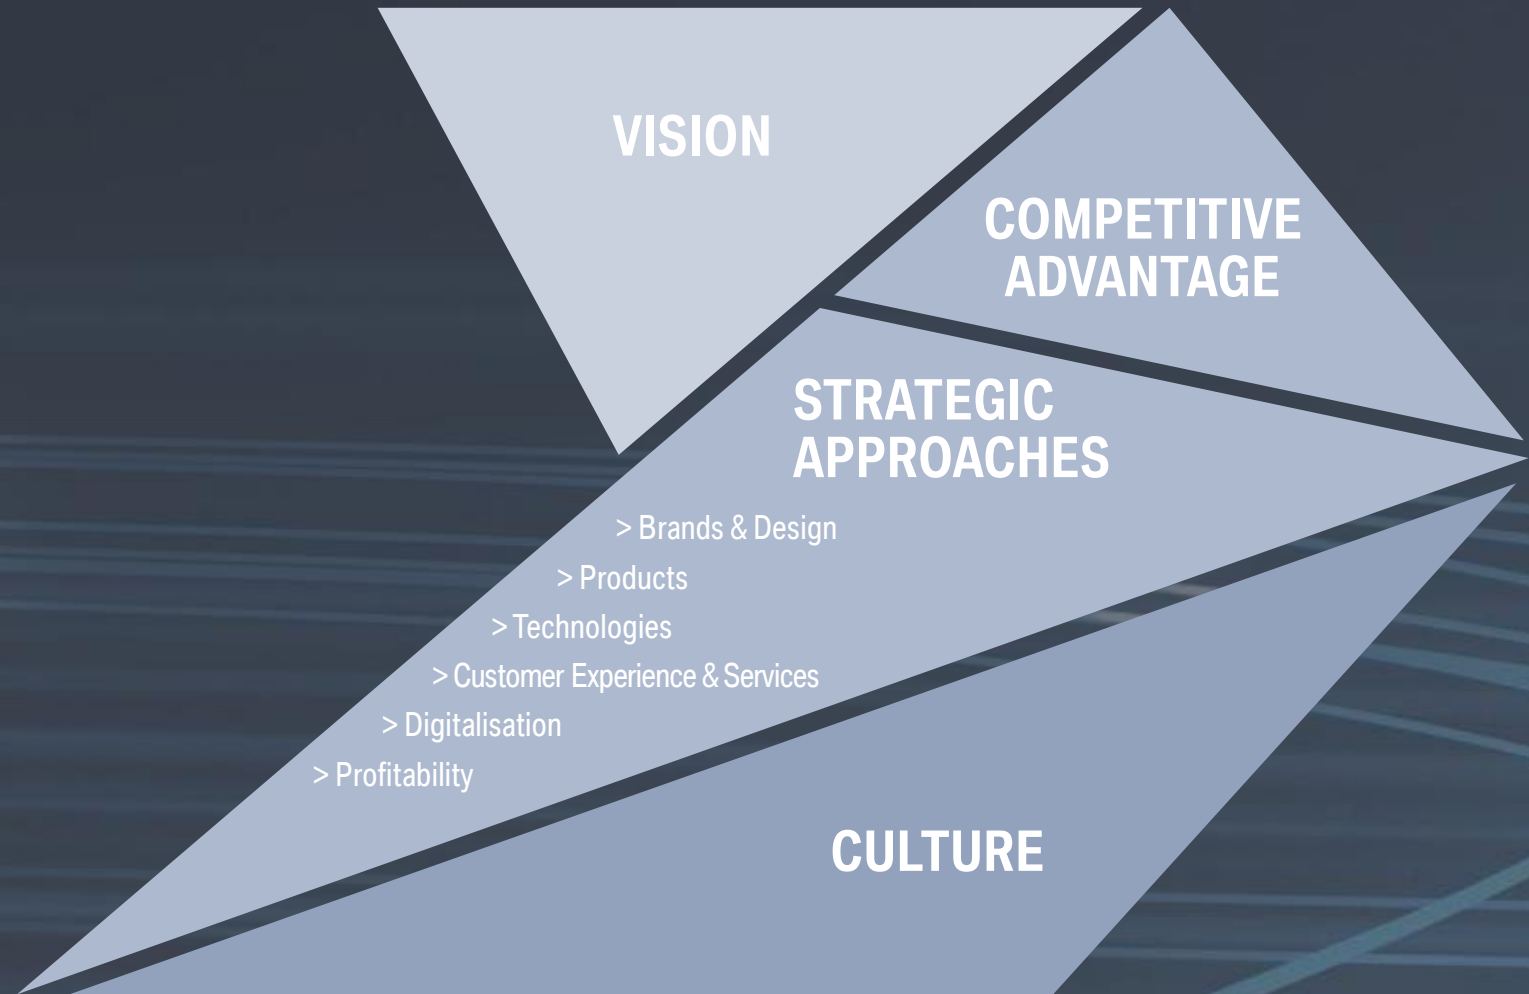 VISION
COMPETITIVE
ADVANTAGE
STRATEGIC
APPROACHES
> Brands & Design
> Products
> Technologies
> Customer Experience & Services
> Digitalisation
> Profitability
CULTURE